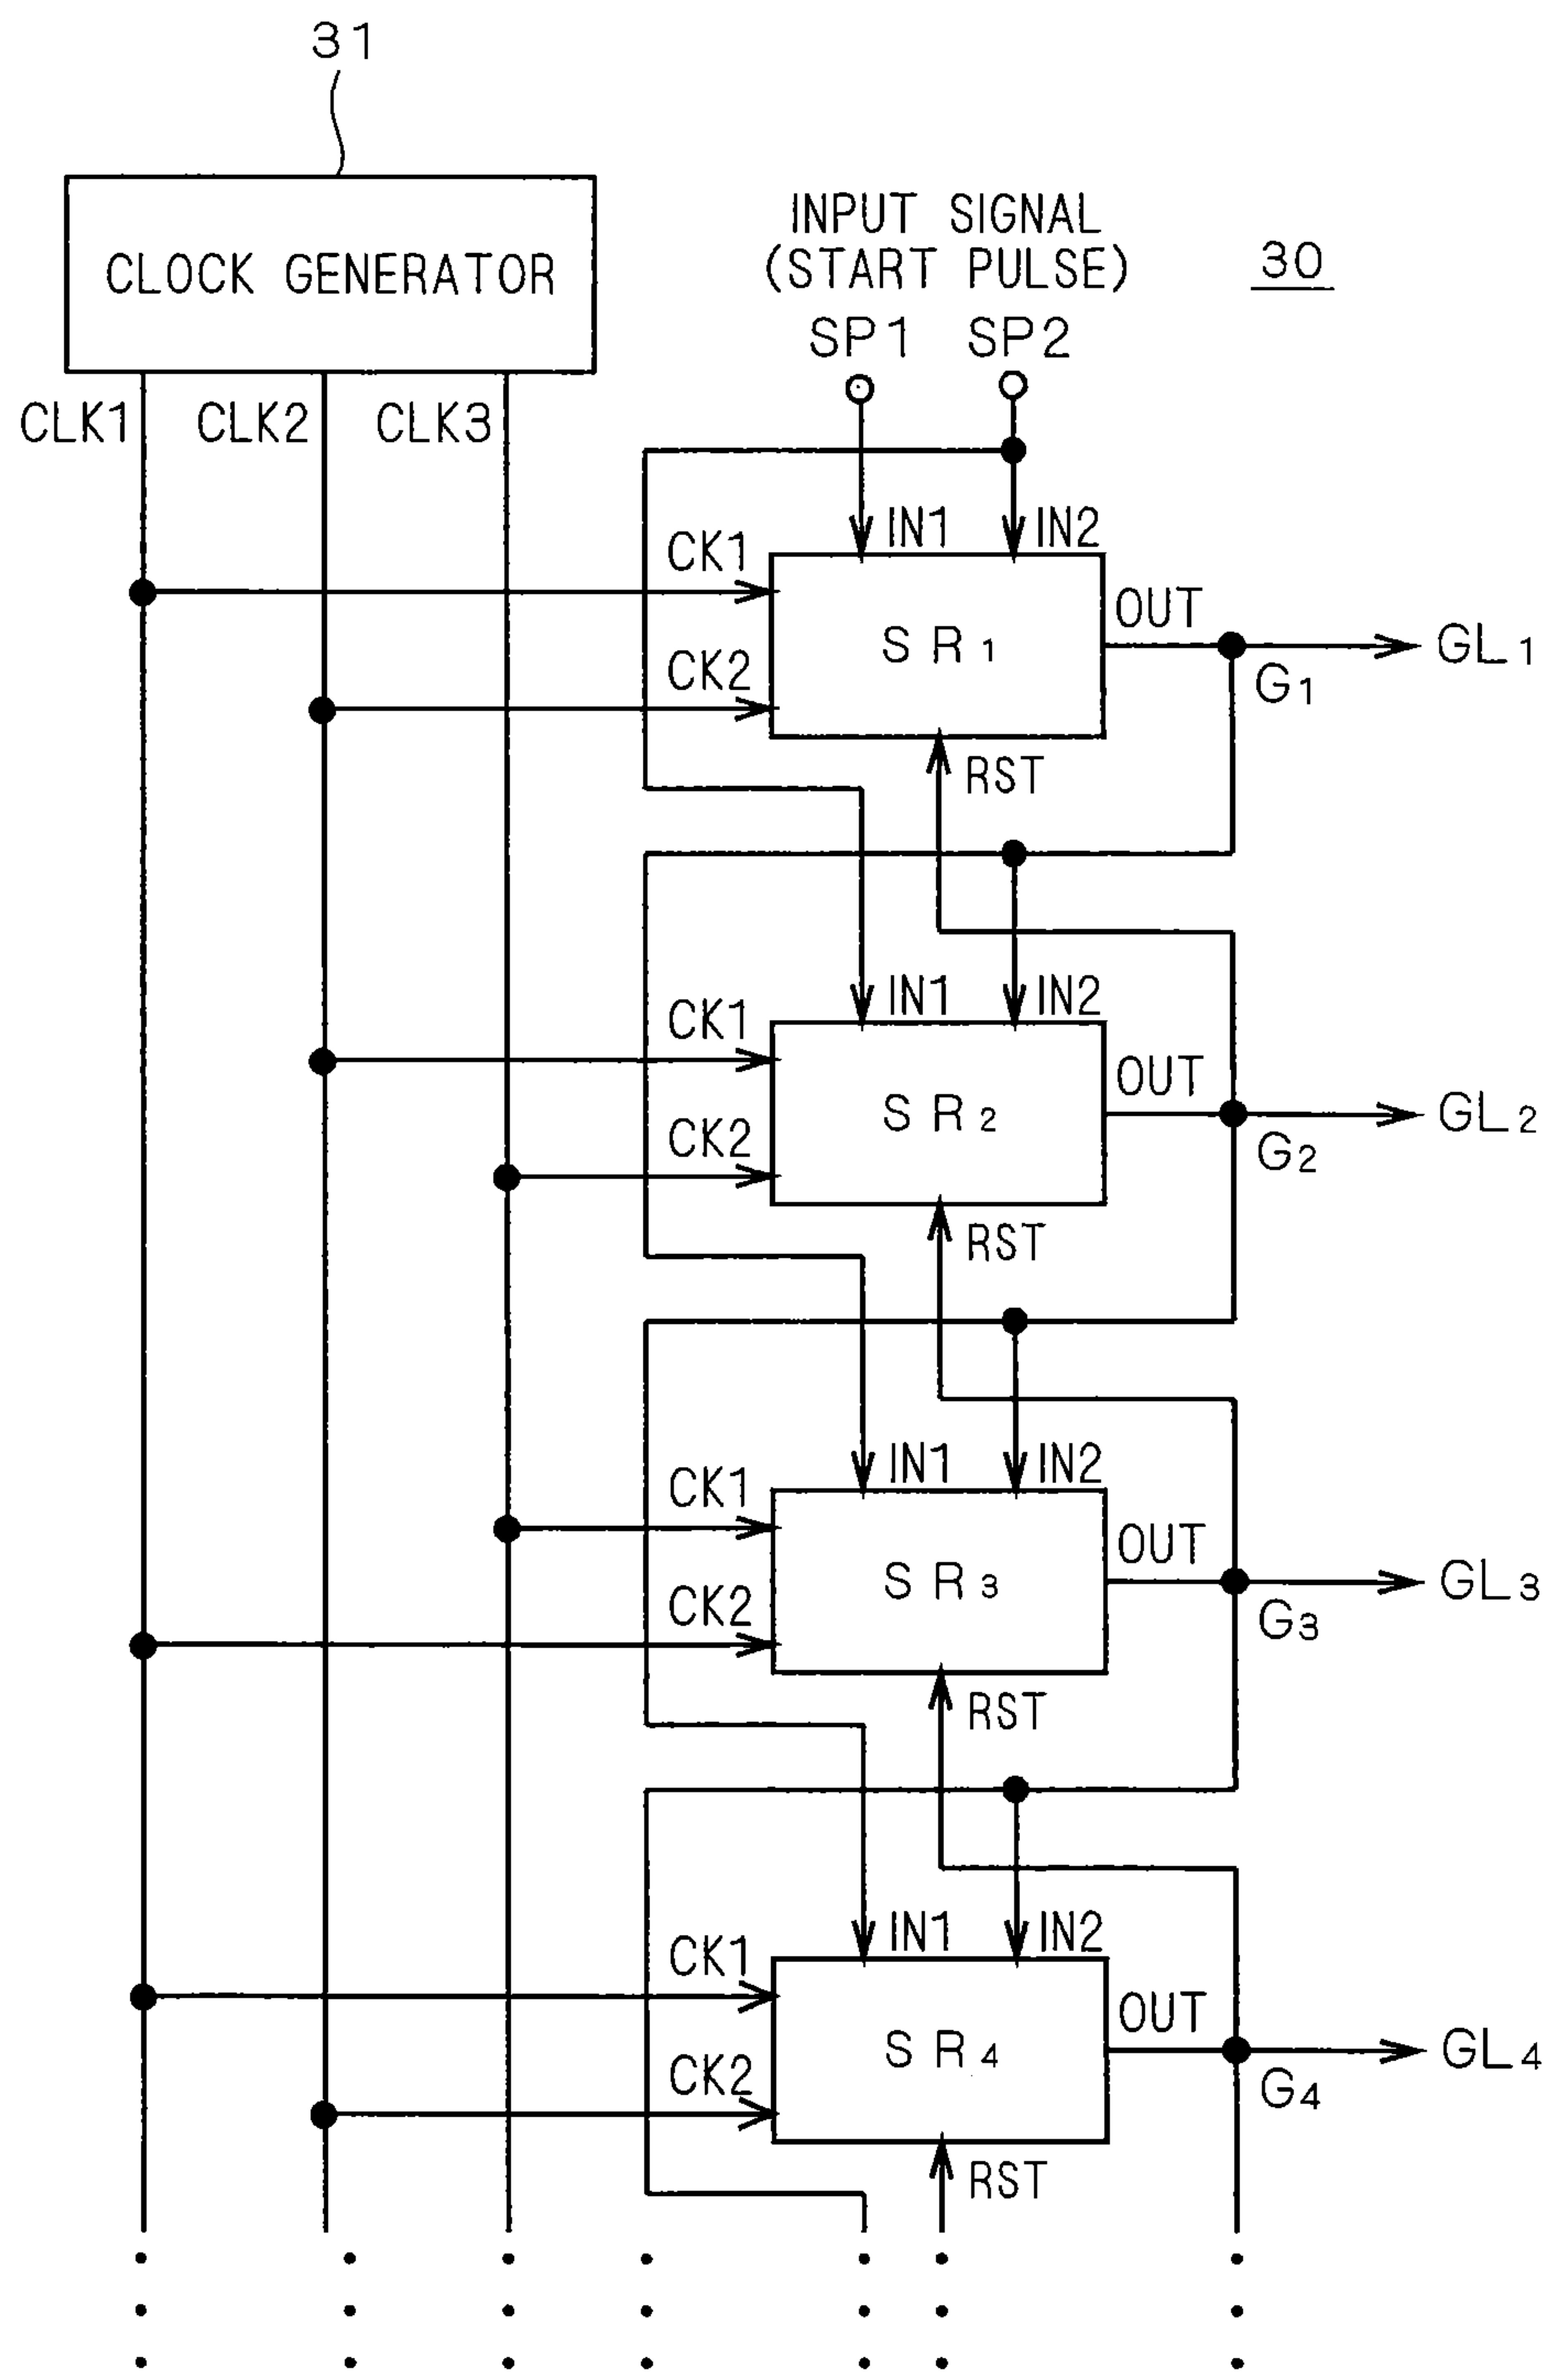 31
CLOCK GENERATOR
INPUT SIGNAL
(START PULSE)
30
SP1 SP2
CLK1 CLK2 CLK3
IN1 IN2
CK1
OUT
SR1
GL1
CK2
G1
RST
IN1 IN2
CK1
OUT
SR2
GL2
CK2
G2
RST
IN1 IN2
CK1
OUT
SR3
GL3
CK2
G3
RST
IN1 IN2
CK1
OUT
SR4
GL4
CK2
G4
RST